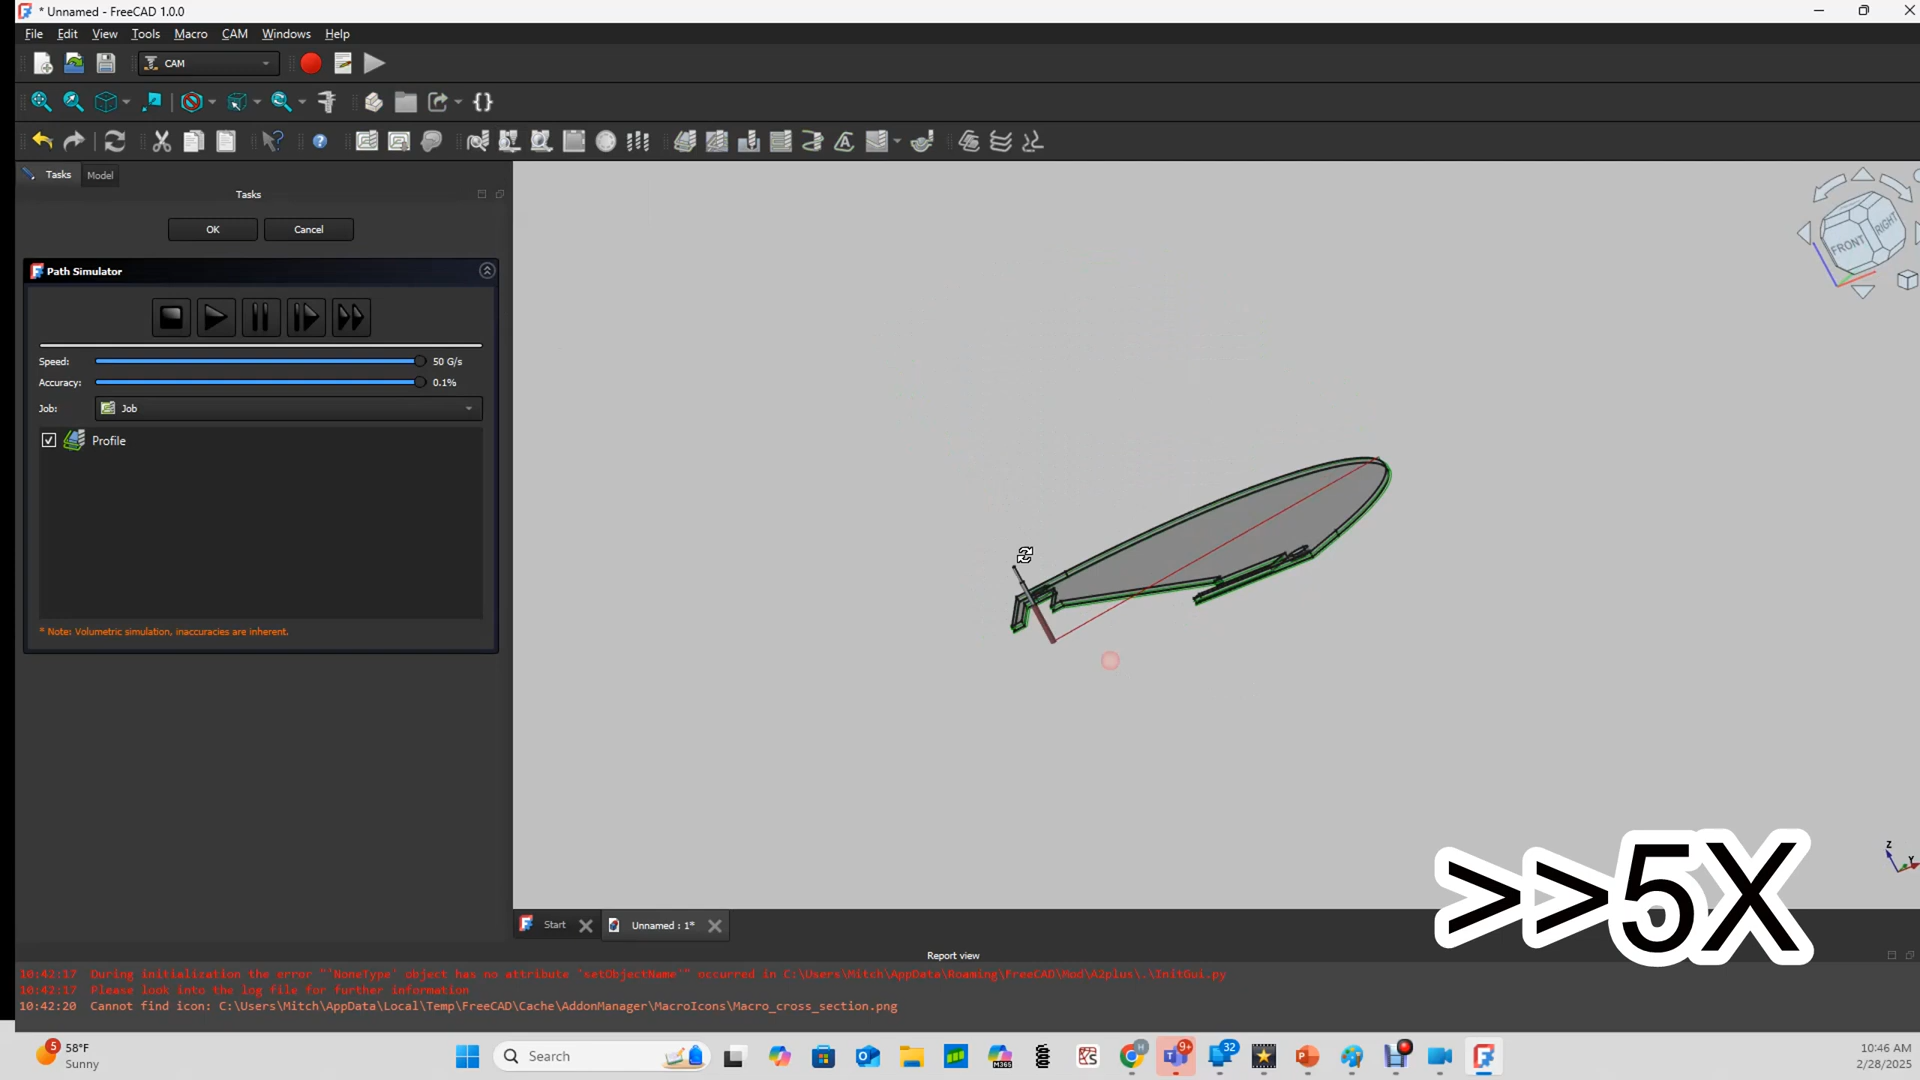 * Unnamed - FreeCAD 1.0.0
File Edit View Tools Macro CAM Windows Help
CAM
Tasks Model
Tasks
OK Cancel
Path Simulator
Speed: 50 G/s
Accuracy: 0.1%
Job: Job
Profile
* Note: Volumetric simulation, inaccuracies are inherent.
FRONT RIGHT
Z
Y
>>5X
Start Unnamed : 1*
Report view
10:42:17 During initialization the error "'NoneType' object has no attribute 'setObjectName'" occurred in C:\Users\Mitch\AppData\Roaming\FreeCAD\Mod\A2plus\.\InitGui.py
10:42:17 Please look into the log file for further information
10:42:20 Cannot find icon: C:\Users\Mitch\AppData\Local\Temp\FreeCAD\Cache\AddonManager\MacroIcons\Macro_cross_section.png
5 58°F
Sunny
Search
M365
9+
32
10:46 AM
2/28/2025